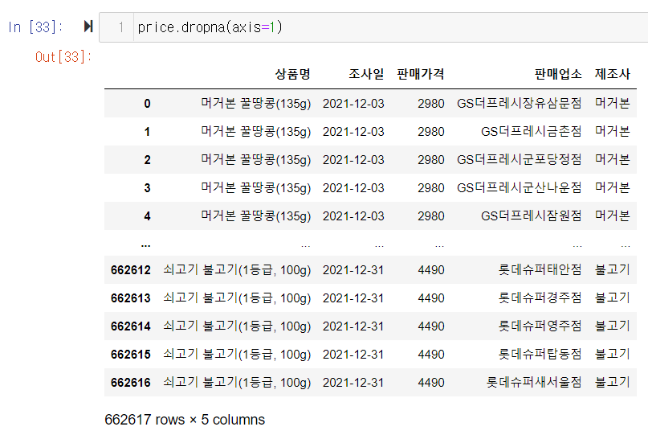 In [33]: 1 price.dropna(axis=1)
Out[33]:
상품명 조사일 판매가격 판매업소 제조사
0 머거본 꿀땅콩(135g) 2021-12-03 2980 GS더프레시장유삼문점 머거본
1 머거본 꿀땅콩(135g) 2021-12-03 2980 GS더프레시금촌점 머거본
2 머거본 꿀땅콩(135g) 2021-12-03 2980 GS더프레시군포당정점 머거본
3 머거본 꿀땅콩(135g) 2021-12-03 2980 GS더프레시군산나운점 머거본
4 머거본 꿀땅콩(135g) 2021-12-03 2980 GS더프레시잠원점 머거본
... ... ... ... ... ...
662612 쇠고기 불고기(1등급, 100g) 2021-12-31 4490 롯데슈퍼태안점 불고기
662613 쇠고기 불고기(1등급, 100g) 2021-12-31 4490 롯데슈퍼경주점 불고기
662614 쇠고기 불고기(1등급, 100g) 2021-12-31 4490 롯데슈퍼영주점 불고기
662615 쇠고기 불고기(1등급, 100g) 2021-12-31 4490 롯데슈퍼탑동점 불고기
662616 쇠고기 불고기(1등급, 100g) 2021-12-31 4490 롯데슈퍼새서울점 불고기
662617 rows × 5 columns